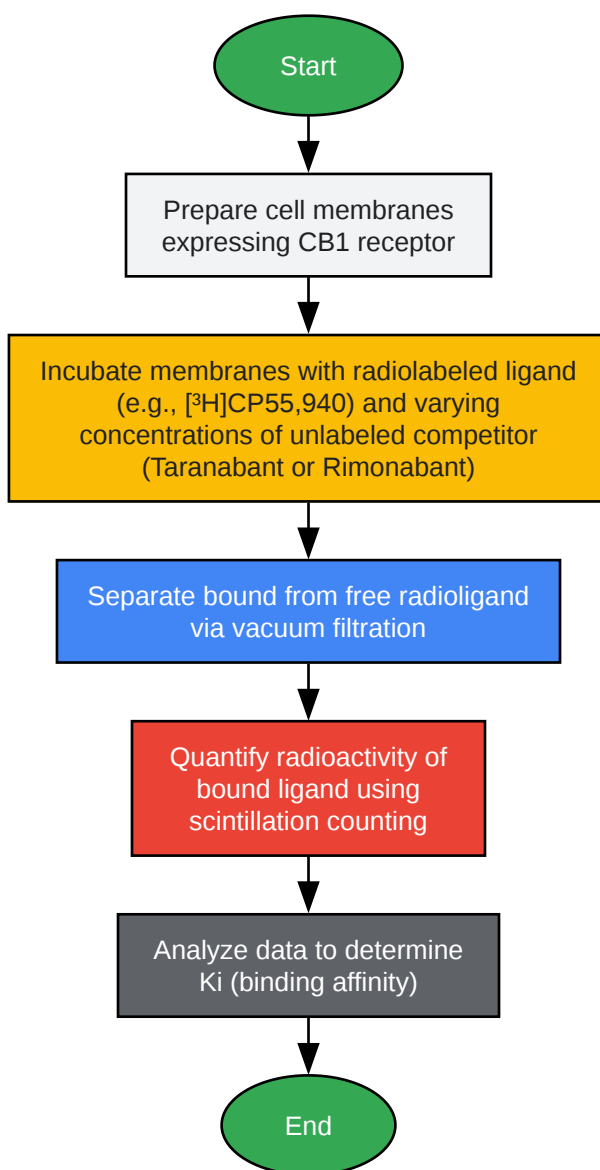 Start
Prepare cell membranes
expressing CB1 receptor
Incubate membranes with radiolabeled ligand
(e.g., [³H]CP55,940) and varying
concentrations of unlabeled competitor
(Taranabant or Rimonabant)
Separate bound from free radioligand
via vacuum filtration
Quantify radioactivity of
bound ligand using
scintillation counting
Analyze data to determine
Ki (binding affinity)
End